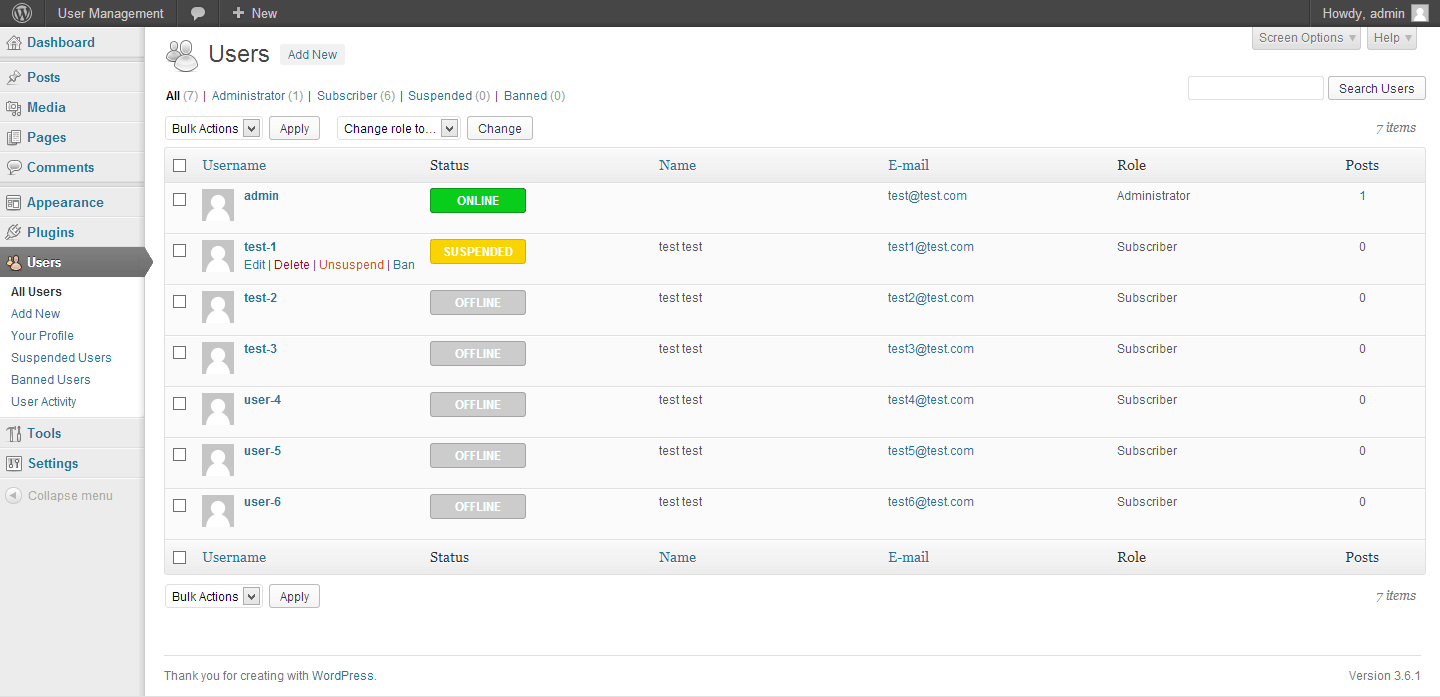 User Management New Howdy, admin
Screen Options Help
Dashboard
Posts
Media
Pages
Comments
Appearance
Plugins
Users
All Users
Add New
Your Profile
Suspended Users
Banned Users
User Activity
Tools
Settings
Collapse menu
Users Add New
All (7) | Administrator (1) | Subscriber (6) | Suspended (0) | Banned (0)
Search Users
Bulk Actions Apply Change role to... Change 7 items
Username Status Name E-mail Role Posts
admin ONLINE test@test.com Administrator 1
test-1 SUSPENDED test test test1@test.com Subscriber 0
Edit | Delete | Unsuspend | Ban
test-2 OFFLINE test test test2@test.com Subscriber 0
test-3 OFFLINE test test test3@test.com Subscriber 0
user-4 OFFLINE test test test4@test.com Subscriber 0
user-5 OFFLINE test test test5@test.com Subscriber 0
user-6 OFFLINE test test test6@test.com Subscriber 0
Username Status Name E-mail Role Posts
Bulk Actions Apply 7 items
Thank you for creating with WordPress. Version 3.6.1